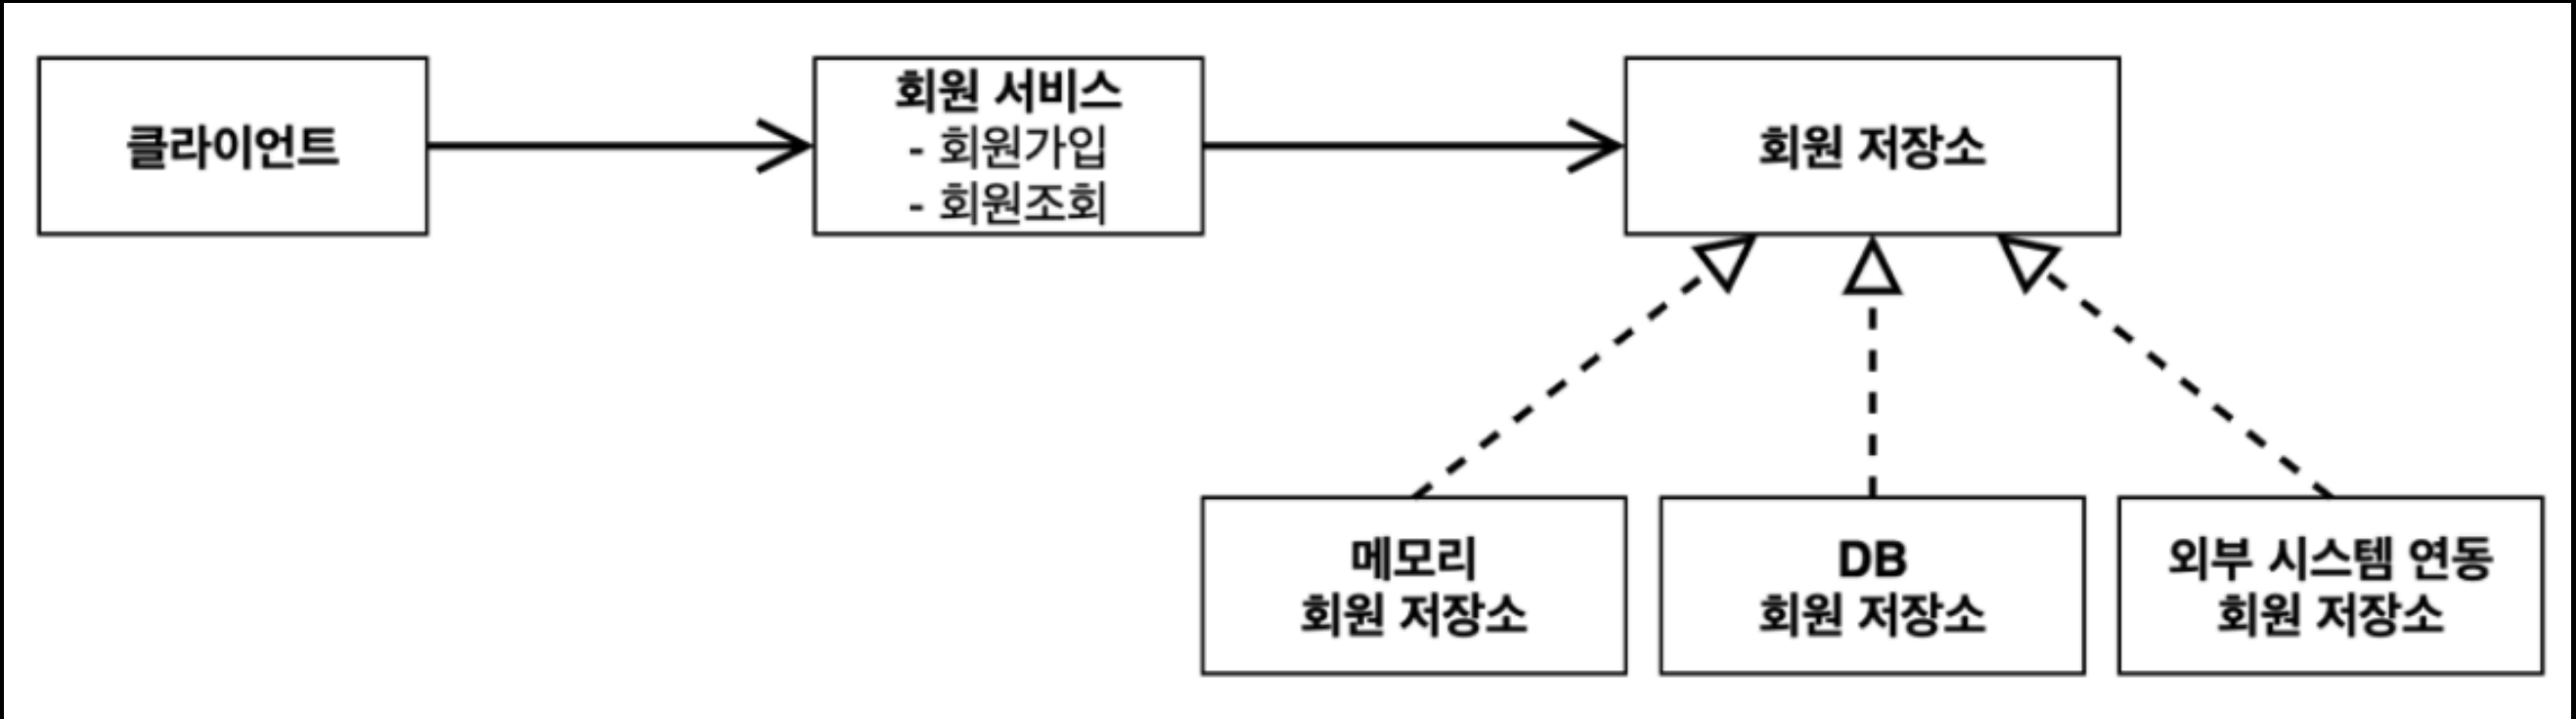 클라이언트
회원 서비스
- 회원가입
- 회원조회
회원 저장소
메모리
회원 저장소
DB
회원 저장소
외부 시스템 연동
회원 저장소